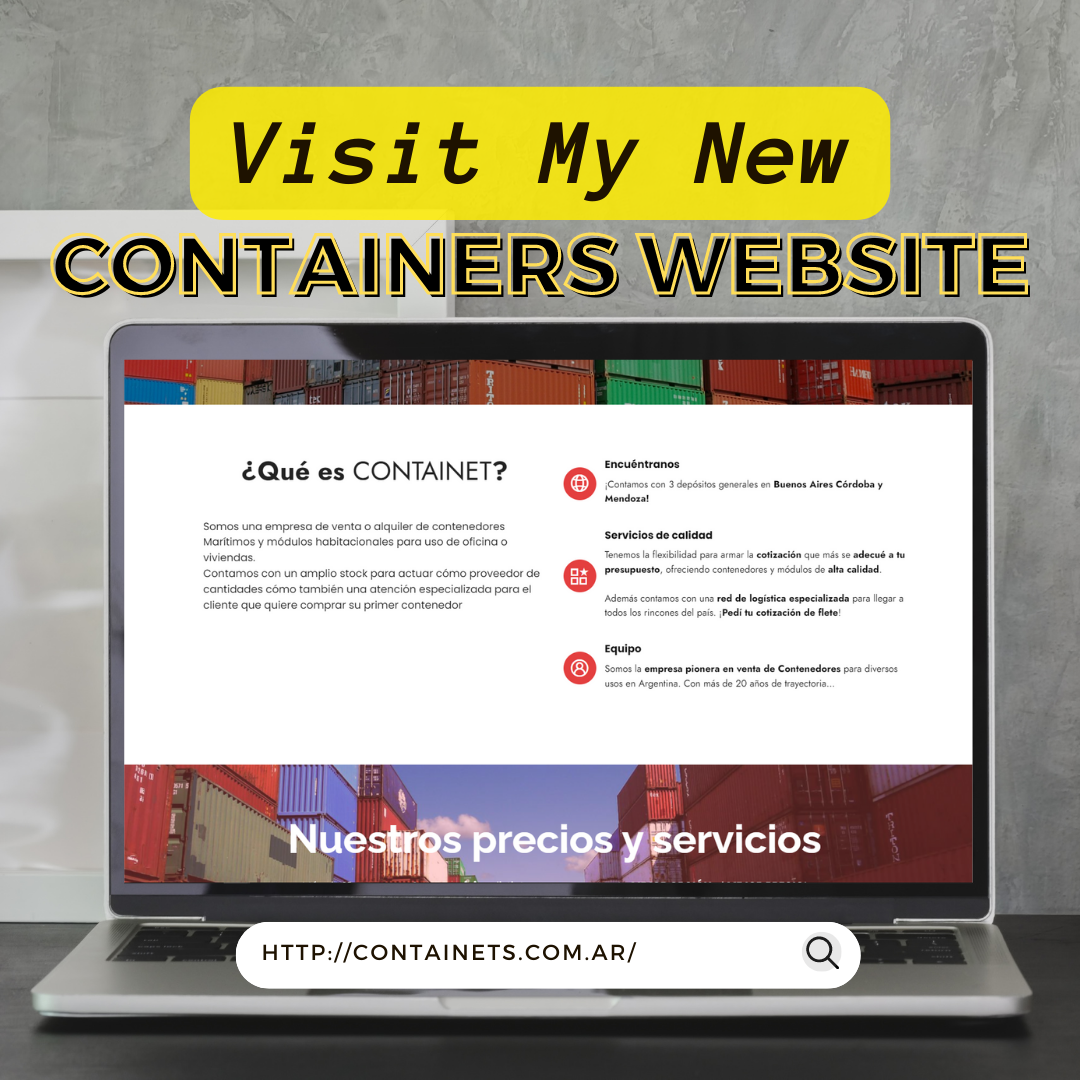 Visit My New
CONTAINERS WEBSITE
¿Qué es CONTAINET?
Somos una empresa de venta o alquiler de contenedores
Marítimos y módulos habitacionales para uso de oficina o
viviendas.
Contamos con un amplio stock para actuar cómo proveedor de
cantidades cómo también una atención especializada para el
cliente que quiere comprar su primer contenedor
Encuéntranos
¡Contamos con 3 depósitos generales en Buenos Aires Córdoba y
Mendoza!
Servicios de calidad
Tenemos la flexibilidad para armar la cotización que más se adecué a tu
presupuesto, ofreciendo contenedores y módulos de alta calidad.
Además contamos con una red de logística especializada para llegar a
todos los rincones del país. ¡Pedí tu cotización de flete!
Equipo
Somos la empresa pionera en venta de Contenedores para diversos
usos en Argentina. Con más de 20 años de trayectoria...
Nuestros precios y servicios
HTTP://CONTAINETS.COM.AR/